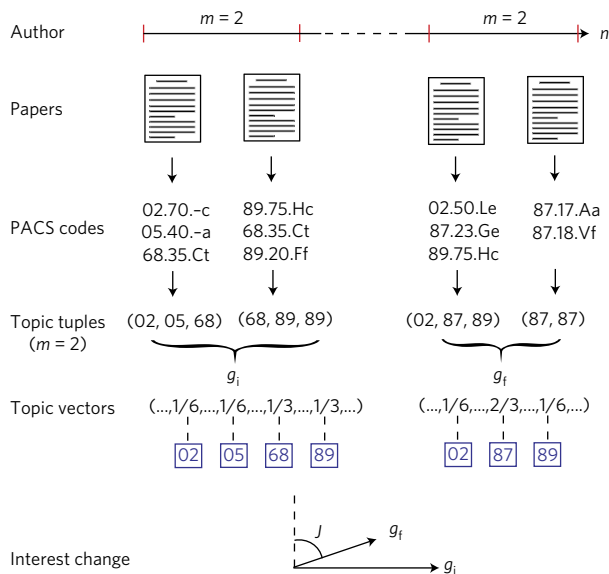 Author m = 2 m = 2 n
Papers
PACS codes
02.70.–c 89.75.Hc 02.50.Le 87.17.Aa
05.40.–a 68.35.Ct 87.23.Ge 87.18.Vf
68.35.Ct 89.20.Ff 89.75.Hc
Topic tuples (02, 05, 68) (68, 89, 89) (02, 87, 89) (87, 87)
(m = 2)
gi gf
Topic vectors (...,1/6,...,1/6,...,1/3,...,1/3,...) (...,1/6,...,2/3,...,1/6,...)
02 05 68 89 02 87 89
J gf
Interest change gi